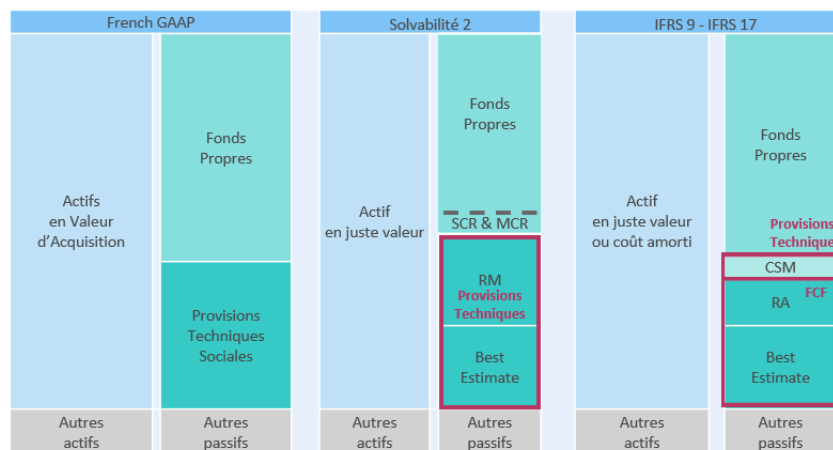 French GAAP
Actifs
en Valeur
d'Acquisition
Fonds
Propres
Provisions
Techniques
Sociales
Autres
actifs
Autres
passifs
Solvabilité 2
Actif
en juste valeur
Fonds
Propres
SCR & MCR
RM
Provisions
Techniques
Best
Estimate
Autres
actifs
Autres
passifs
IFRS 9 - IFRS 17
Actif
en juste valeur
ou coût amorti
Fonds
Propres
Provisions
Technique
CSM
FCF
RA
Best
Estimate
Autres
actifs
Autres
passifs